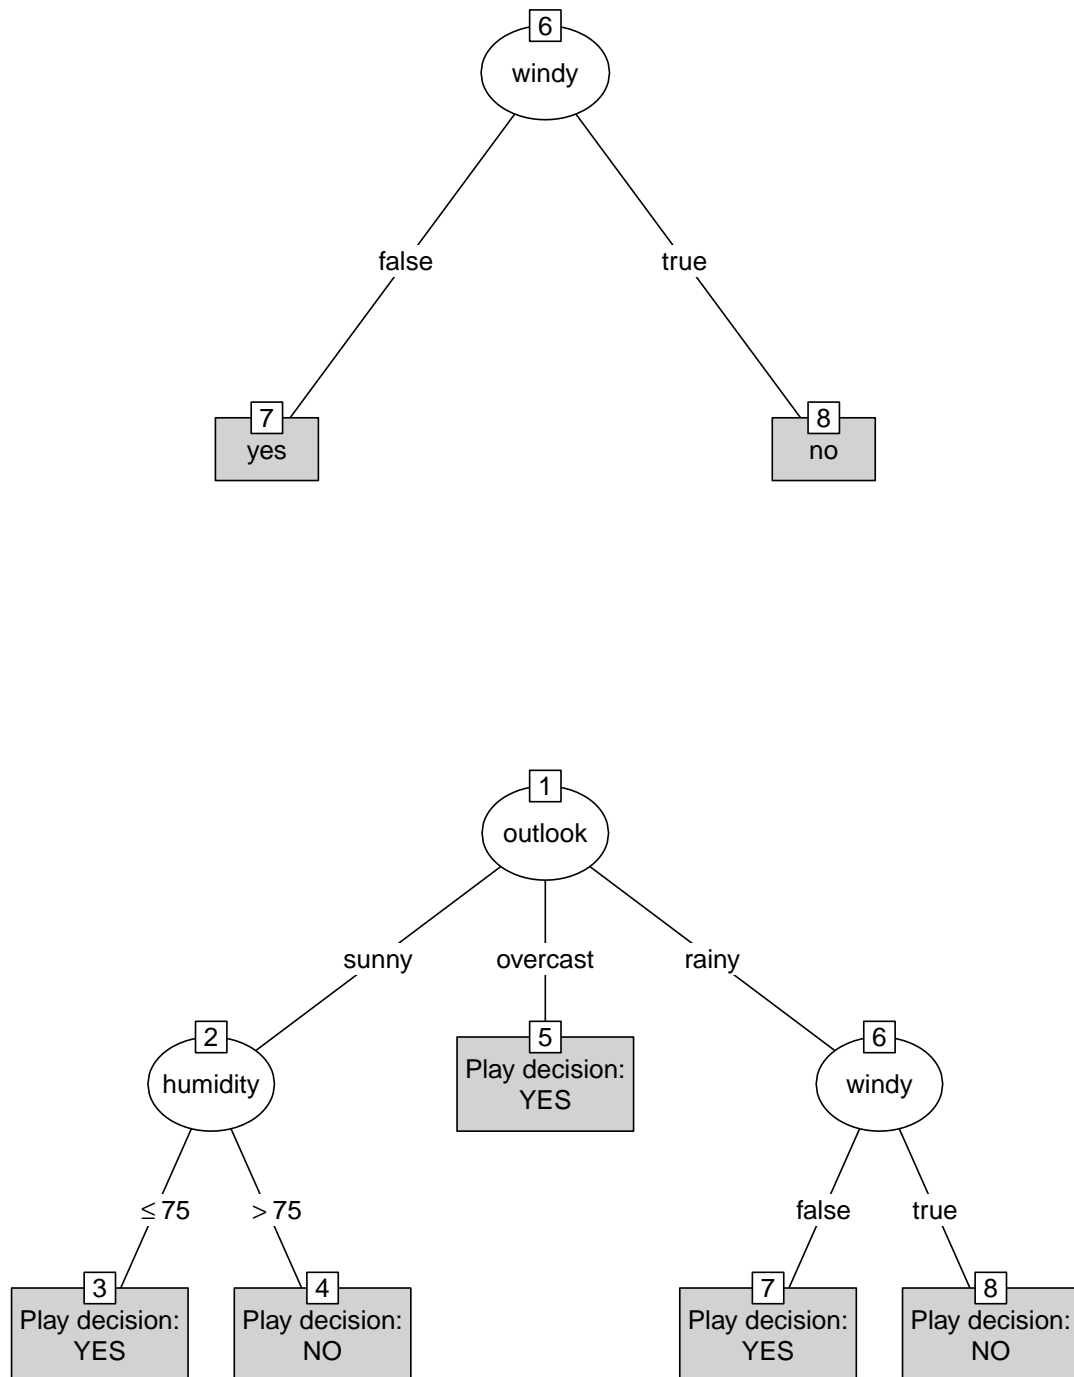 6
windy
false
true
7
yes
8
no
1
outlook
sunny
overcast
rainy
2
humidity
5
Play decision:
YES
6
windy
≤ 75
> 75
false
true
3
Play decision:
YES
4
Play decision:
NO
7
Play decision:
YES
8
Play decision:
NO